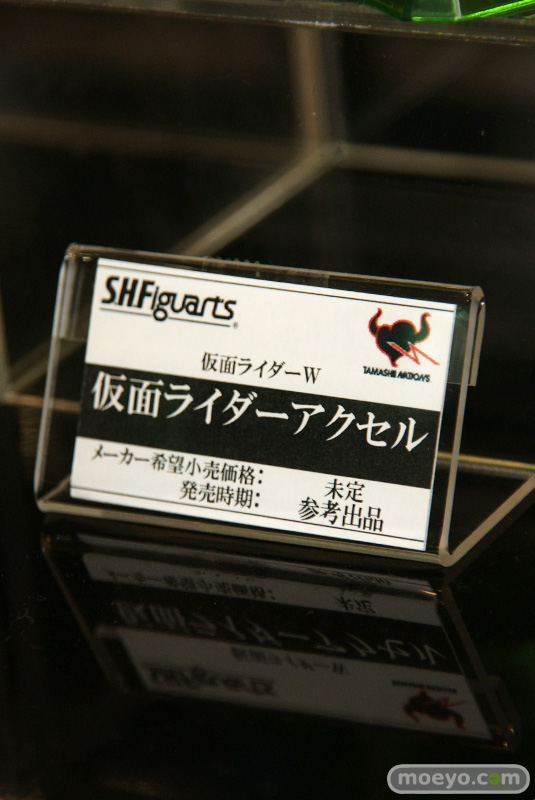 S.H.Figuarts ®
TAMASHII NATIONS
仮面ライダーW
仮面ライダーアクセル
メーカー希望小売価格: 未定
発売時期: 参考出品
moeyo.com